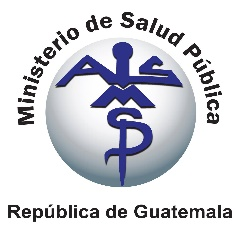 Ministerio de Salud Pública
A S
M
S P
República de Guatemala